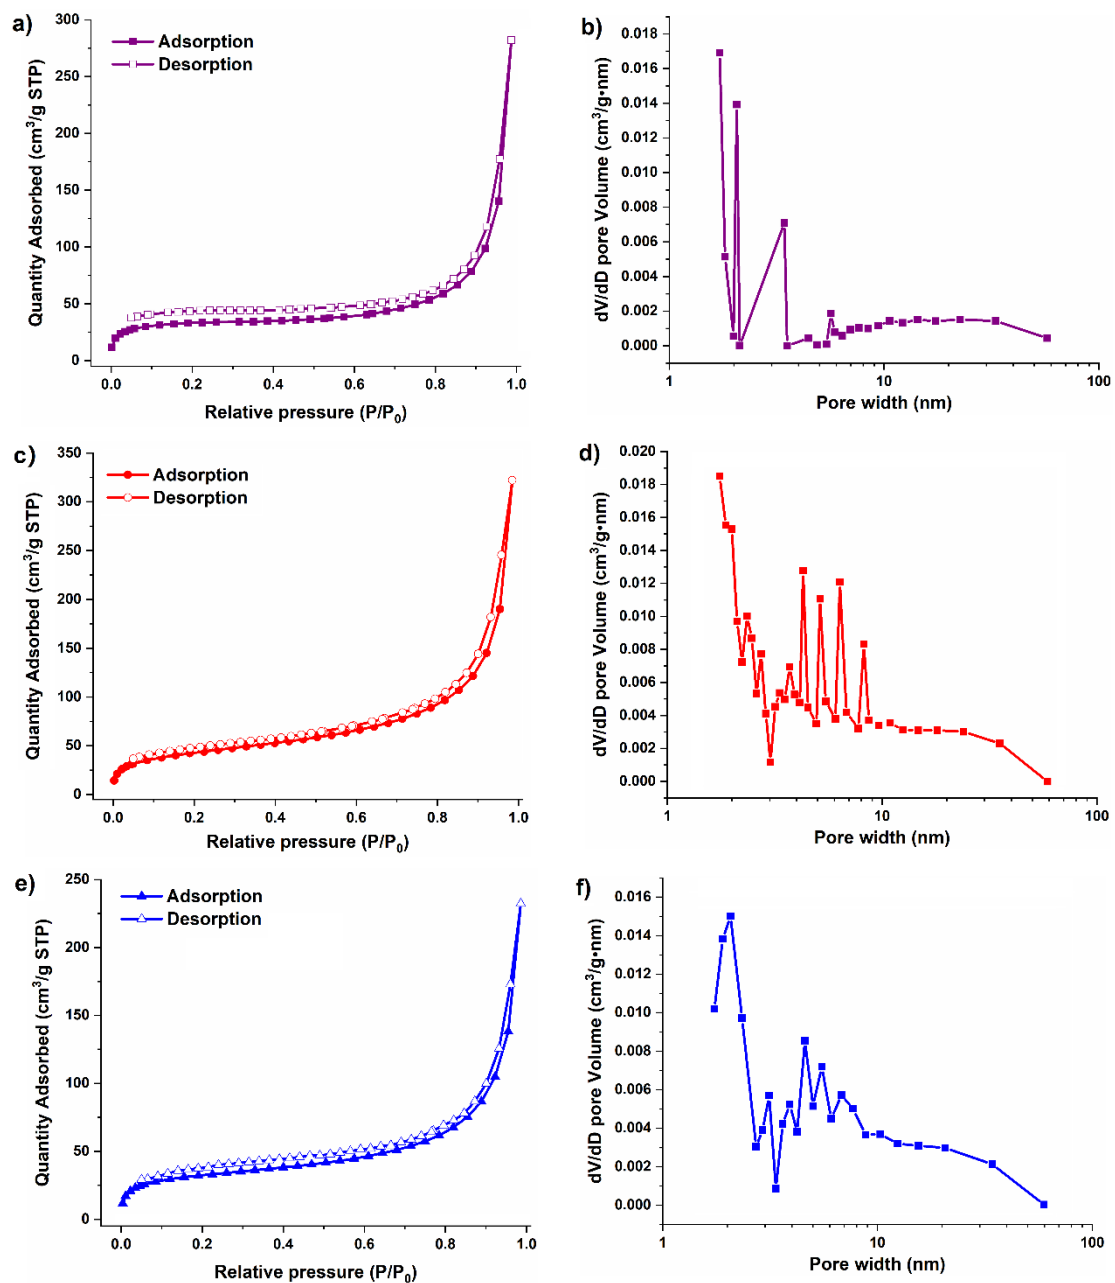 a)
300
250
200
150
100
50
0
Quantity Adsorbed (cm³/g STP)
Adsorption
Desorption
0.0 0.2 0.4 0.6 0.8 1.0
Relative pressure (P/P₀)
b)
0.018
0.016
0.014
0.012
0.010
0.008
0.006
0.004
0.002
0.000
dV/dD pore Volume (cm³/g•nm)
1 10 100
Pore width (nm)
c)
350
300
250
200
150
100
50
0
Quantity Adsorbed (cm³/g STP)
Adsorption
Desorption
0.0 0.2 0.4 0.6 0.8 1.0
Relative pressure (P/P₀)
d)
0.020
0.018
0.016
0.014
0.012
0.010
0.008
0.006
0.004
0.002
0.000
dV/dD pore Volume (cm³/g•nm)
1 10 100
Pore width (nm)
e)
250
200
150
100
50
0
Quantity Adsorbed (cm³/g STP)
Adsorption
Desorption
0.0 0.2 0.4 0.6 0.8 1.0
Relative pressure (P/P₀)
f)
0.016
0.014
0.012
0.010
0.008
0.006
0.004
0.002
0.000
dV/dD pore Volume (cm³/g•nm)
1 10 100
Pore width (nm)